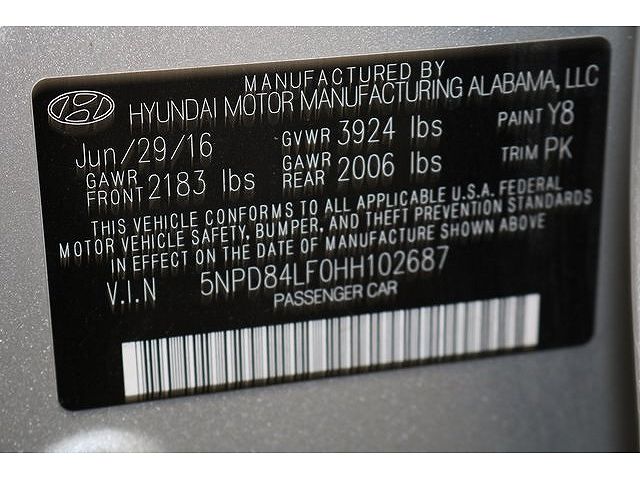 MANUFACTURED BY
HYUNDAI MOTOR MANUFACTURING ALABAMA, LLC
Jun/29/16 GVWR 3924 lbs PAINT Y8
GAWR FRONT 2183 lbs GAWR REAR 2006 lbs TRIM PK
THIS VEHICLE CONFORMS TO ALL APPLICABLE U.S.A. FEDERAL
MOTOR VEHICLE SAFETY, BUMPER, AND THEFT PREVENTION STANDARDS
IN EFFECT ON THE DATE OF MANUFACTURE SHOWN ABOVE
V.I.N 5NPD84LF0HH102687
PASSENGER CAR